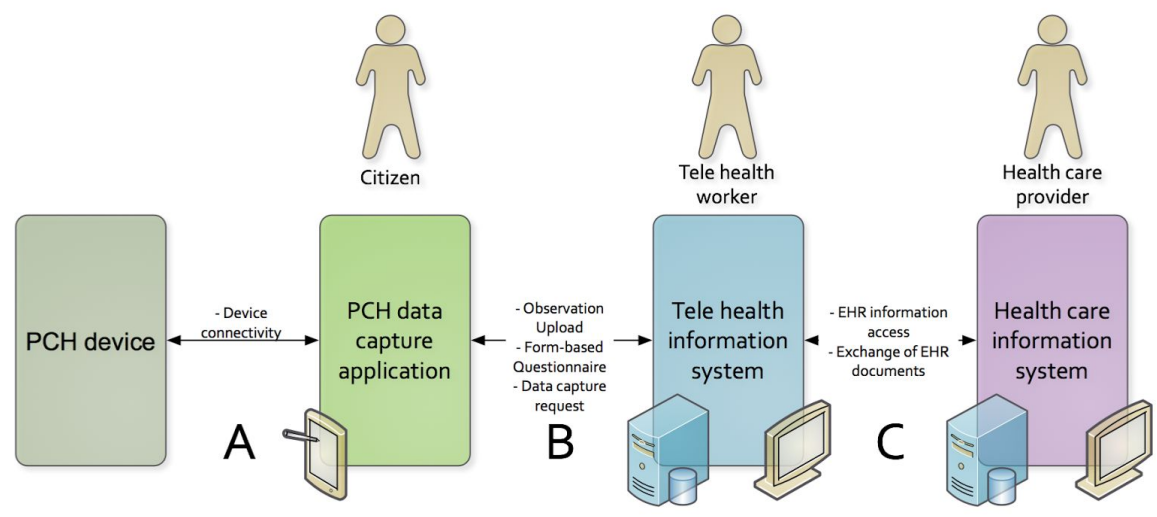 Citizen
Tele health
worker
Health care
provider
PCH device
- Device
connectivity
PCH data
capture
application
- Observation
Upload
- Form-based
Questionnaire
- Data capture
request
Tele health
information
system
- EHR information
access
- Exchange of EHR
documents
Health care
information
system
A
B
C